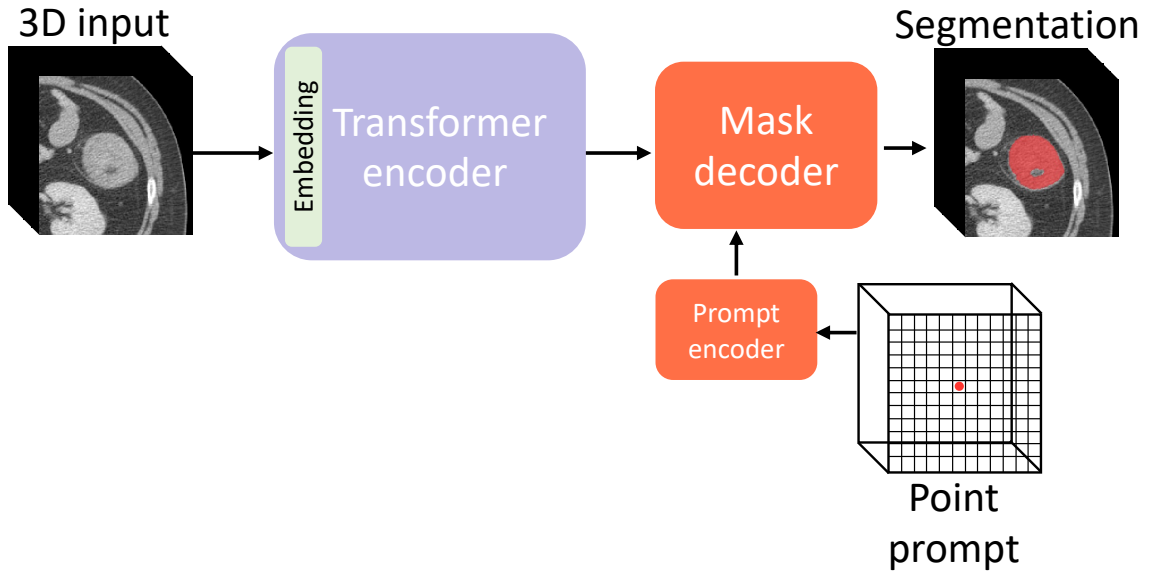 3D input
Embedding
Transformer
encoder
Mask
decoder
Segmentation
Prompt
encoder
Point
prompt